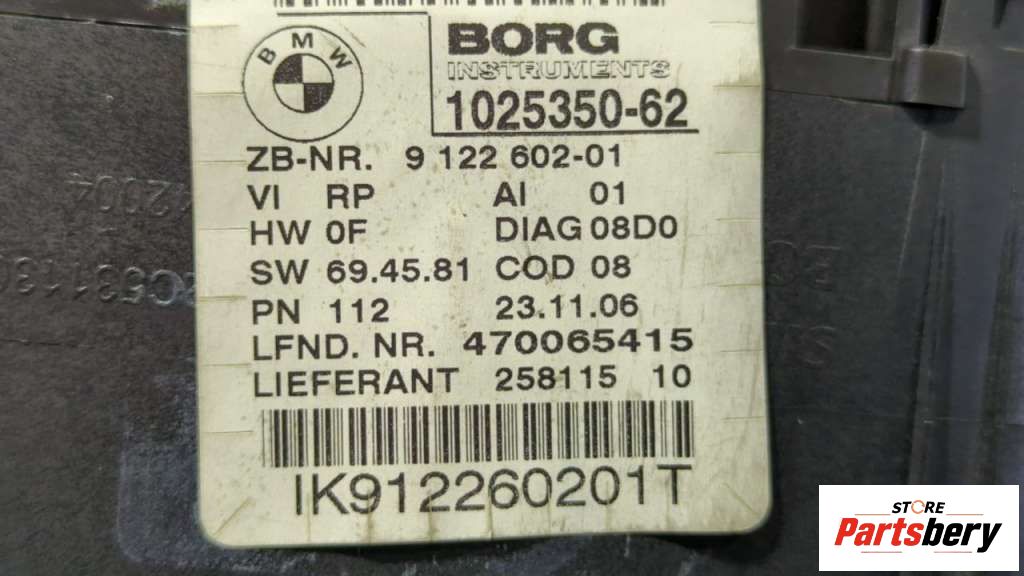 BMW
BORG
INSTRUMENTS
1025350-62
ZB-NR. 9 122 602-01
VI RP AI 01
HW 0F DIAG 08D0
SW 69.45.81 COD 08
PN 112 23.11.06
LFND. NR. 470065415
LIEFERANT 258115 10
IK912260201T
STORE
Partsbery